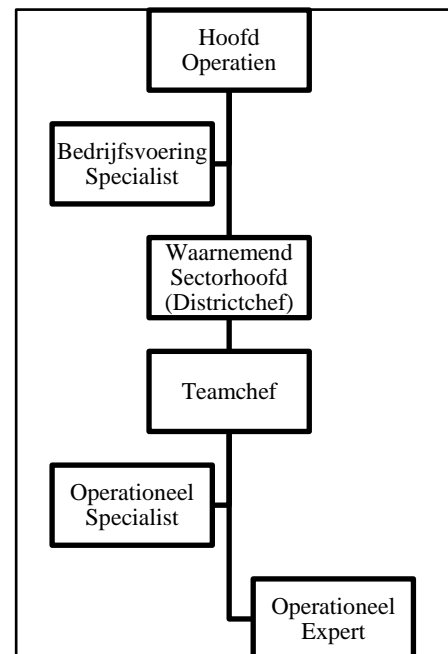 Hoofd
Operatien
Bedrijfsvoering
Specialist
Waarnemend
Sectorhoofd
(Districtchef)
Teamchef
Operationeel
Specialist
Operationeel
Expert